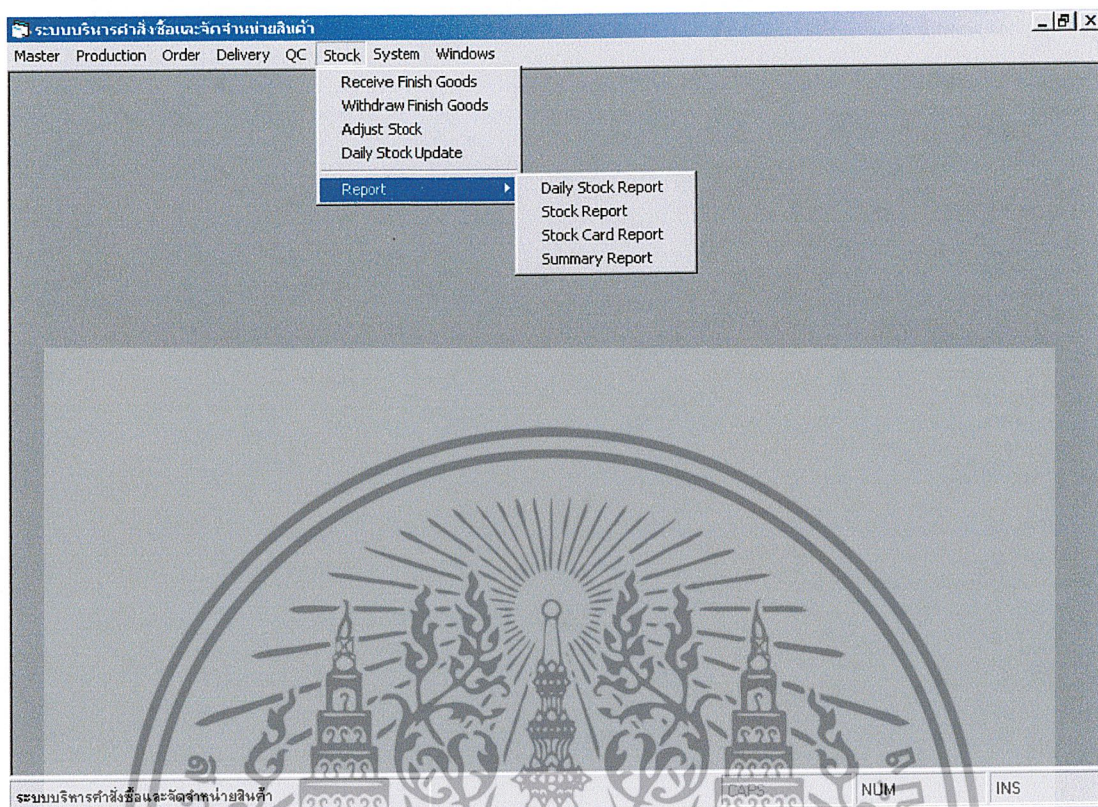 ระบบบริหารคำสั่งซื้อและจัดจำหน่ายสินค้า
Master Production Order Delivery QC Stock System Windows
Receive Finish Goods
Withdraw Finish Goods
Adjust Stock
Daily Stock Update
Report
Daily Stock Report
Stock Report
Stock Card Report
Summary Report
ระบบบริหารคำสั่งซื้อและจัดจำหน่ายสินค้า CAPS NUM INS